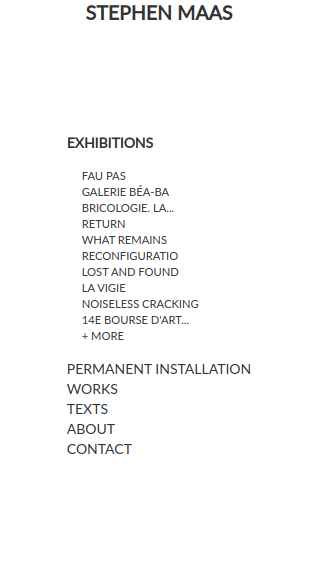 STEPHEN MAAS
EXHIBITIONS
FAU PAS
GALERIE BÉA-BA
BRICOLOGIE. LA...
RETURN
WHAT REMAINS
RECONFIGURATIO
LOST AND FOUND
LA VIGIE
NOISELESS CRACKING
14E BOURSE D'ART...
+ MORE
PERMANENT INSTALLATION
WORKS
TEXTS
ABOUT
CONTACT